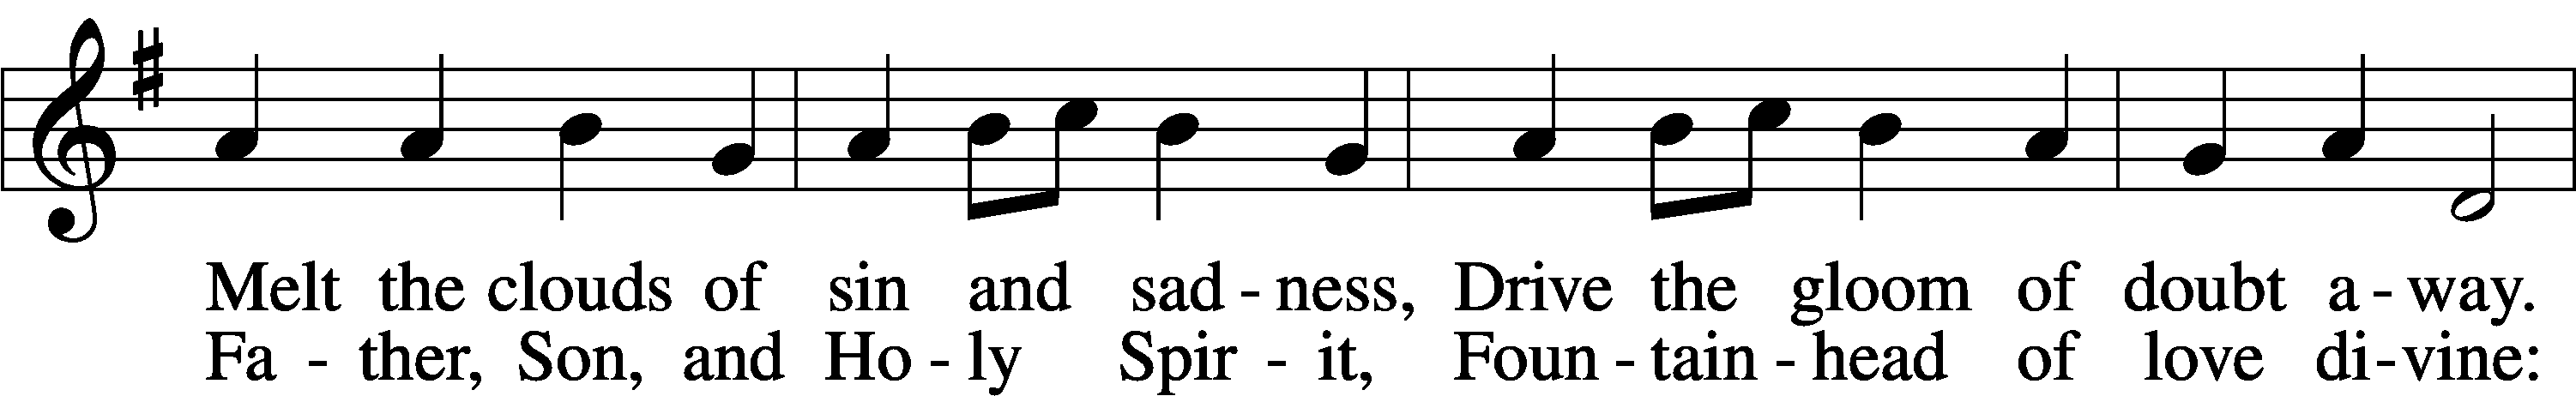 Melt the clouds of sin and sad - ness, Drive the gloom of doubt a - way.
Fa - ther, Son, and Ho - ly Spir - it, Foun - tain - head of love di - vine: